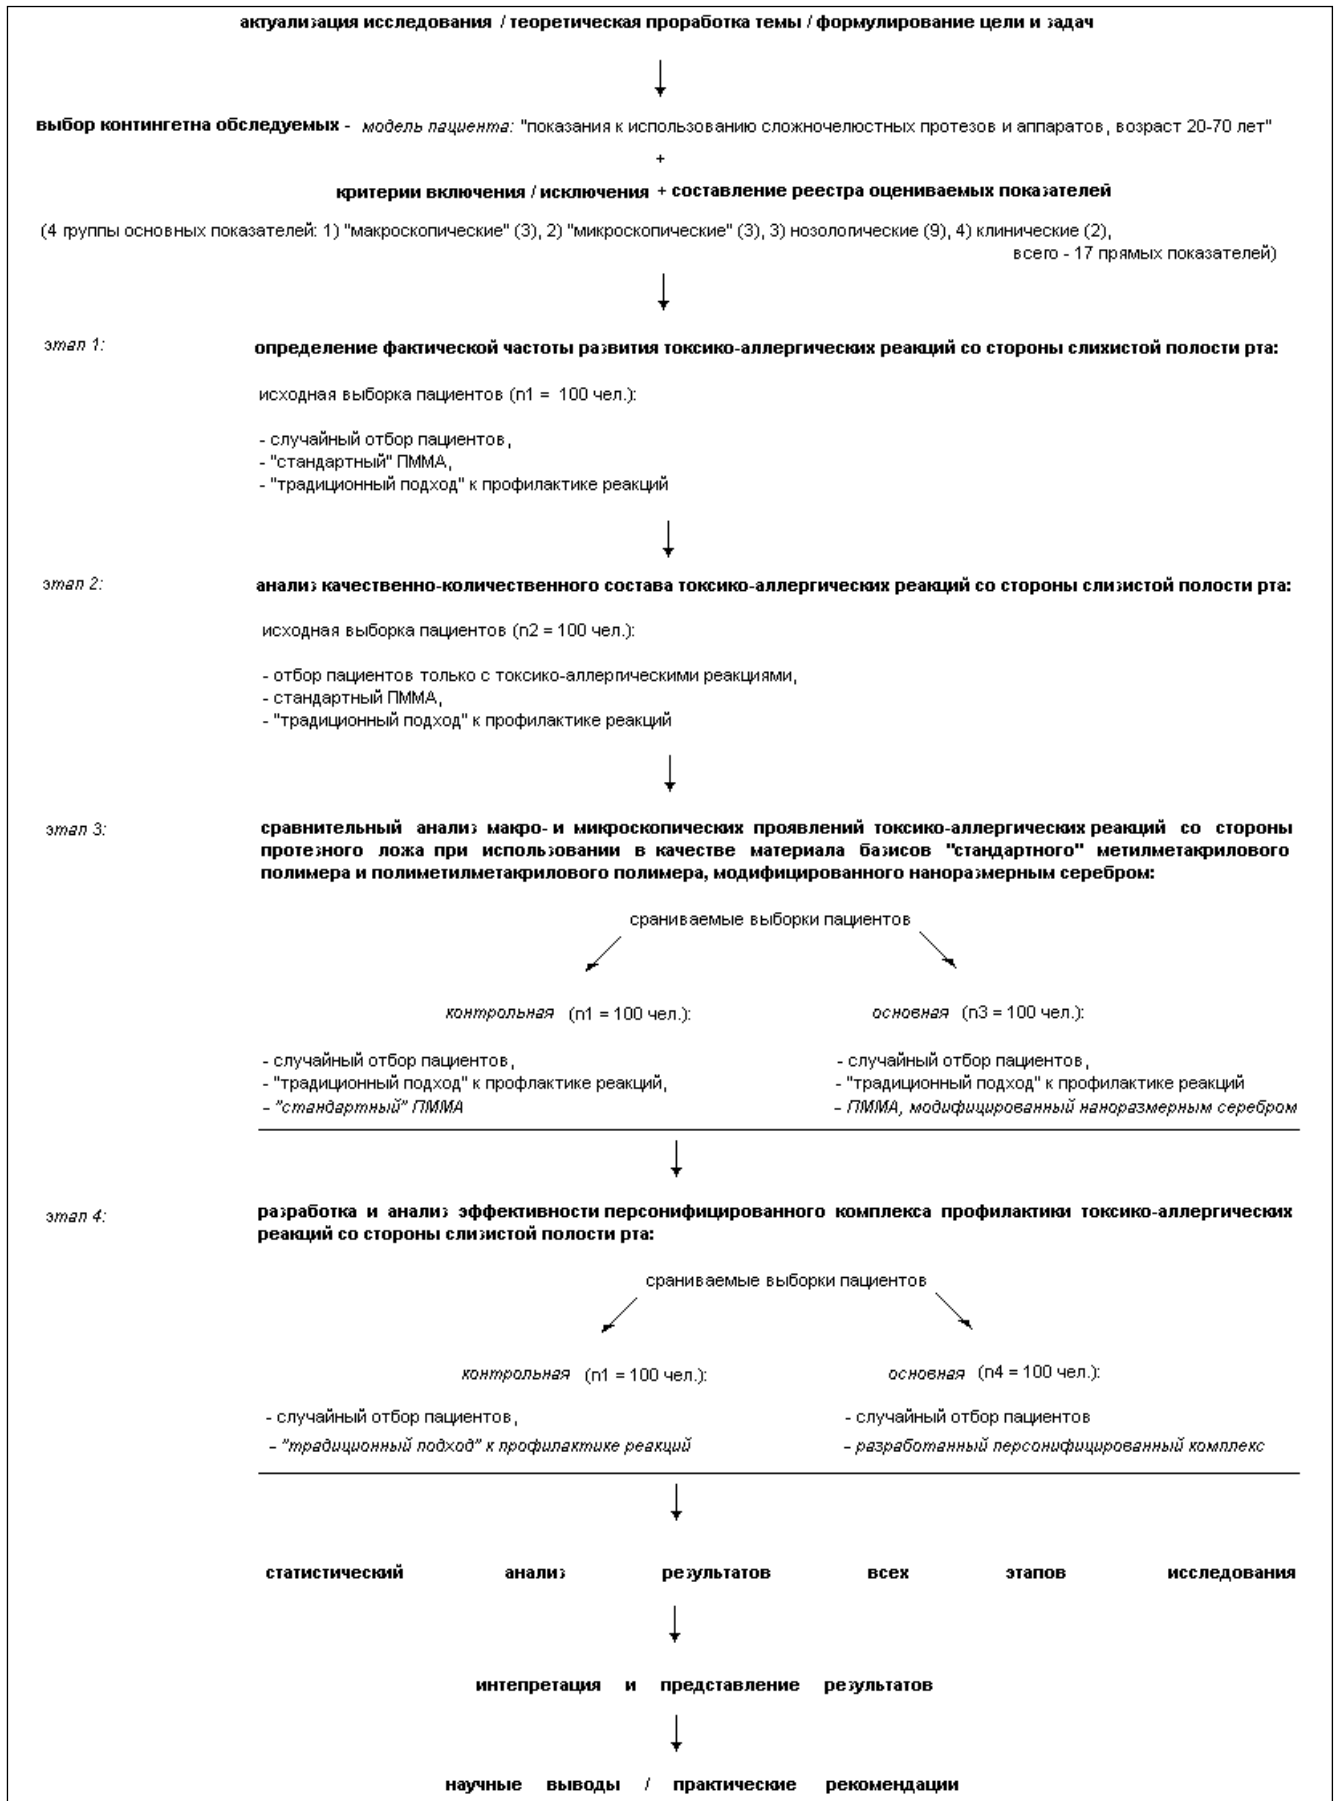 актуализация исследования / теоретическая проработка темы / формулирование цели и задач
выбор контингетна обследуемых - модель пациента: "показания к использованию сложночелюстных протезов и аппаратов, возраст 20-70 лет"
+
критерии включения / исключения + составление реестра оцениваемых показателей
(4 группы основных показателей: 1) "макроскопические" (3), 2) "микроскопические" (3), 3) нозологические (9), 4) клинические (2),
всего - 17 прямых показателей)
этап 1:
определение фактической частоты развития токсико-аллергических реакций со стороны слихистой полости рта:
исходная выборка пациентов (n1 = 100 чел.):
- случайный отбор пациентов,
- "стандартный" ПММА,
- "традиционный подход" к профилактике реакций
этап 2:
анализ качественно-количественного состава токсико-аллергических реакций со стороны слизистой полости рта:
исходная выборка пациентов (n2 = 100 чел.):
- отбор пациентов только с токсико-аллергическими реакциями,
- стандартный ПММА,
- "традиционный подход" к профилактике реакций
этап 3:
сравнительный анализ макро- и микроскопических проявлений токсико-аллергических реакций со стороны
протезного ложа при использовании в качестве материала базисов "стандартного" метилметакрилового
полимера и полиметилметакрилового полимера, модифицированного наноразмерным серебром:
сраниваемые выборки пациентов
контрольная (n1 = 100 чел.):
основная (n3 = 100 чел.):
- случайный отбор пациентов,
- "традиционный подход" к профлактике реакций,
- "стандартный" ПММА
- случайный отбор пациентов,
- "традиционный подход" к профилактике реакций
- ПММА, модифицированный наноразмерным серебром
этап 4:
разработка и анализ эффективности персонифицированного комплекса профилактики токсико-аллергических
реакций со стороны слизистой полости рта:
сраниваемые выборки пациентов
контрольная (n1 = 100 чел.):
основная (n4 = 100 чел.):
- случайный отбор пациентов,
- "традиционный подход" к профилактике реакций
- случайный отбор пациентов
- разработанный персонифицированный комплекс
статистический анализ результатов всех этапов исследования
интепретация и представление результатов
научные выводы / практические рекомендации